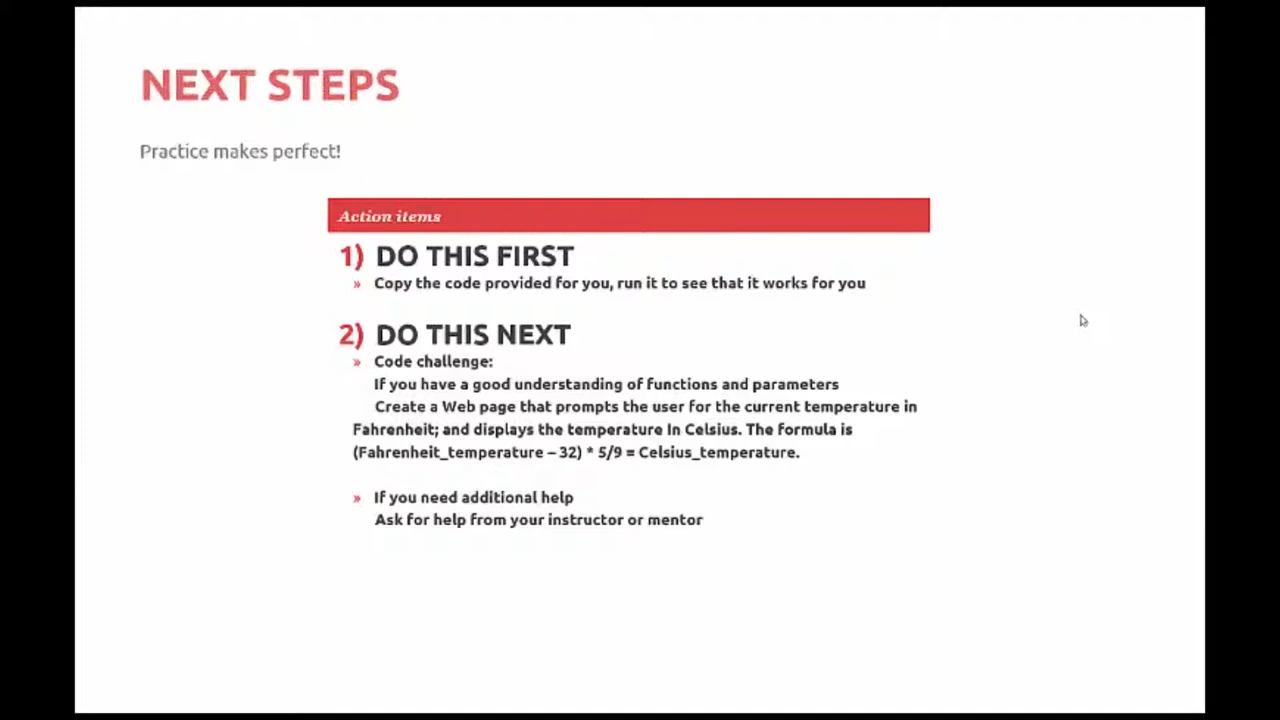 NEXT STEPS
Practice makes perfect!
Action items
1) DO THIS FIRST
» Copy the code provided for you, run it to see that it works for you
2) DO THIS NEXT
» Code challenge:
If you have a good understanding of functions and parameters
Create a Web page that prompts the user for the current temperature in
Fahrenheit; and displays the temperature in Celsius. The formula is
(Fahrenheit_temperature – 32) * 5/9 = Celsius_temperature.
» If you need additional help
Ask for help from your instructor or mentor